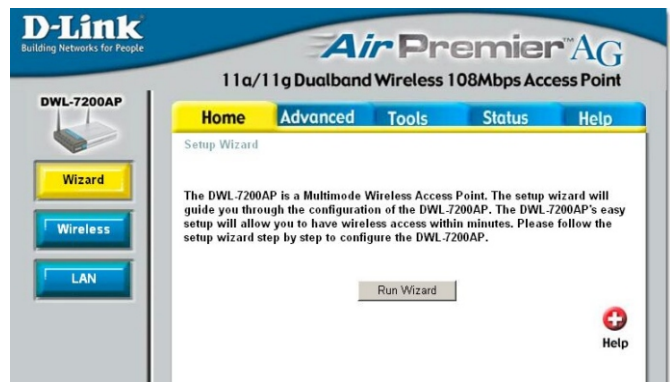 D-Link
Building Networks for People
Air Premier™AG
11a/11g Dualband Wireless 108Mbps Access Point
DWL-7200AP
Home Advanced Tools Status Help
Setup Wizard
Wizard
Wireless
LAN
The DWL-7200AP is a Multimode Wireless Access Point. The setup wizard will
guide you through the configuration of the DWL-7200AP. The DWL-7200AP's easy
setup will allow you to have wireless access within minutes. Please follow the
setup wizard step by step to configure the DWL-7200AP.
Run Wizard
Help